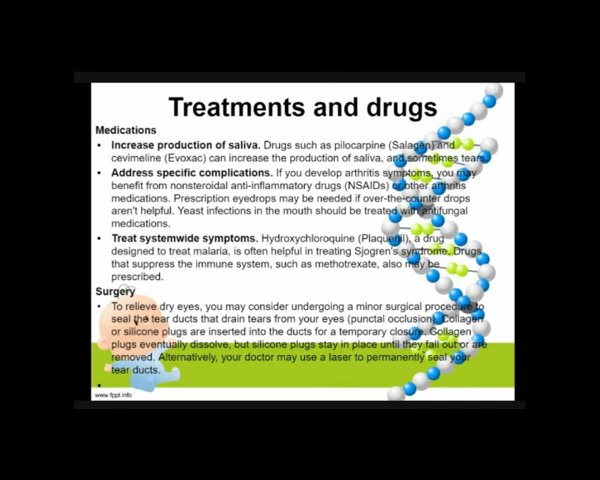 Treatments and drugs
Medications
• Increase production of saliva. Drugs such as pilocarpine (Salagen) and
cevimeline (Evoxac) can increase the production of saliva, and sometimes tears.
• Address specific complications. If you develop arthritis symptoms, you may
benefit from nonsteroidal anti-inflammatory drugs (NSAIDs) or other arthritis
medications. Prescription eyedrops may be needed if over-the-counter drops
aren't helpful. Yeast infections in the mouth should be treated with antifungal
medications.
• Treat systemwide symptoms. Hydroxychloroquine (Plaquenil), a drug
designed to treat malaria, is often helpful in treating Sjogren's syndrome. Drugs
that suppress the immune system, such as methotrexate, also may be
prescribed.
Surgery
• To relieve dry eyes, you may consider undergoing a minor surgical procedure to
seal the tear ducts that drain tears from your eyes (punctal occlusion). Collagen
or silicone plugs are inserted into the ducts for a temporary closure. Collagen
plugs eventually dissolve, but silicone plugs stay in place until they fall out or are
removed. Alternatively, your doctor may use a laser to permanently seal your
tear ducts.
•
www.fppt.info